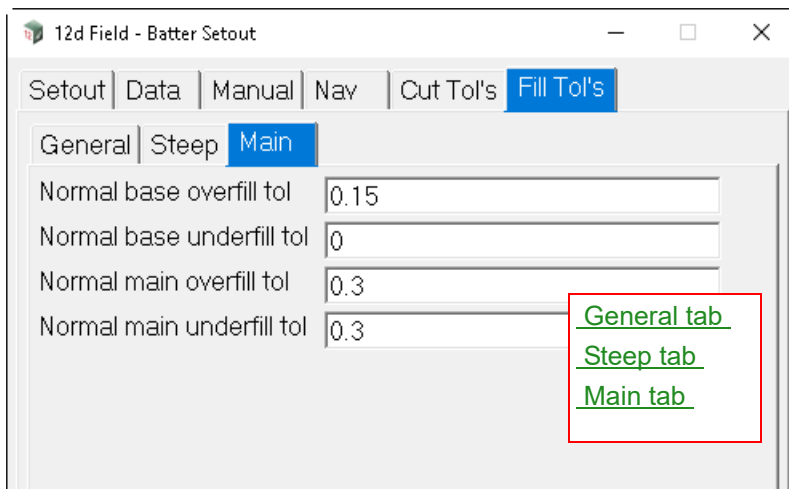 12d Field - Batter Setout
Setout Data Manual Nav Cut Tol's Fill Tol's
General Steep Main
Normal base overfill tol 0.15
Normal base underfill tol 0
Normal main overfill tol 0.3
Normal main underfill tol 0.3
General tab
Steep tab
Main tab